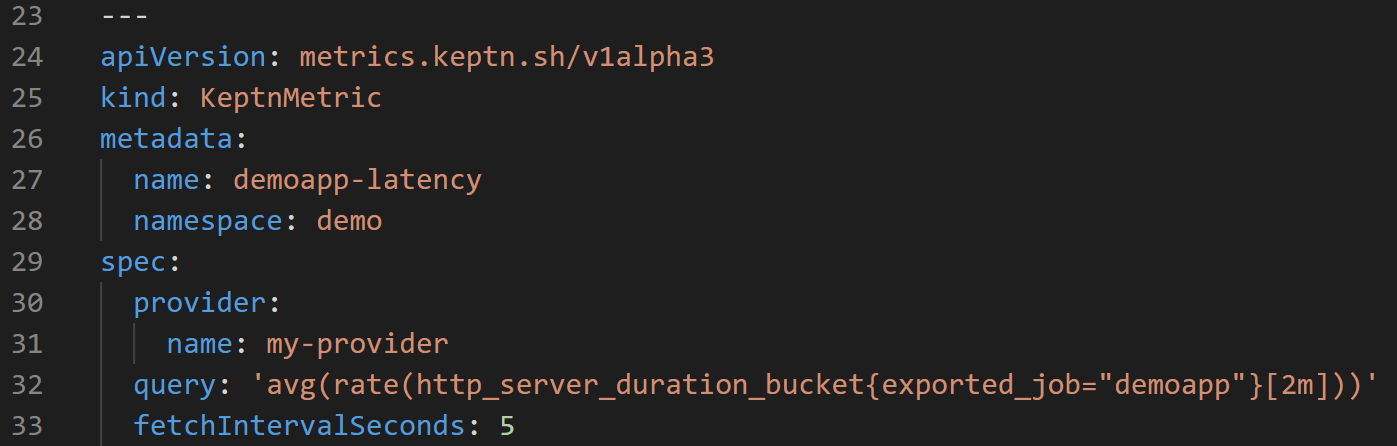 23 ---
24 apiVersion: metrics.keptn.sh/v1alpha3
25 kind: KeptnMetric
26 metadata:
27   name: demoapp-latency
28   namespace: demo
29 spec:
30   provider:
31     name: my-provider
32   query: 'avg(rate(http_server_duration_bucket{exported_job="demoapp"}[2m]))'
33   fetchIntervalSeconds: 5